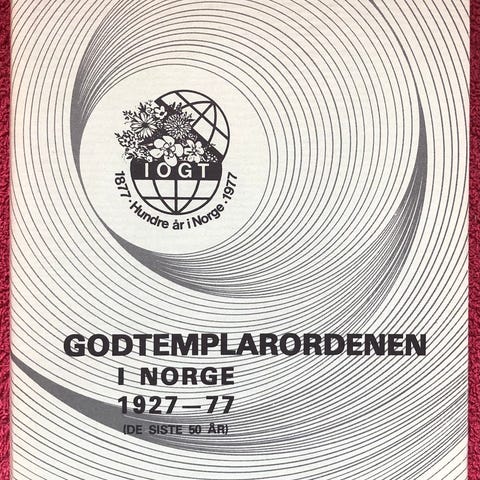 IOGT
1877 · Hundre år i Norge · 1977
GODTEMPLARORDENEN
I NORGE
1927—77
(DE SISTE 50 ÅR)